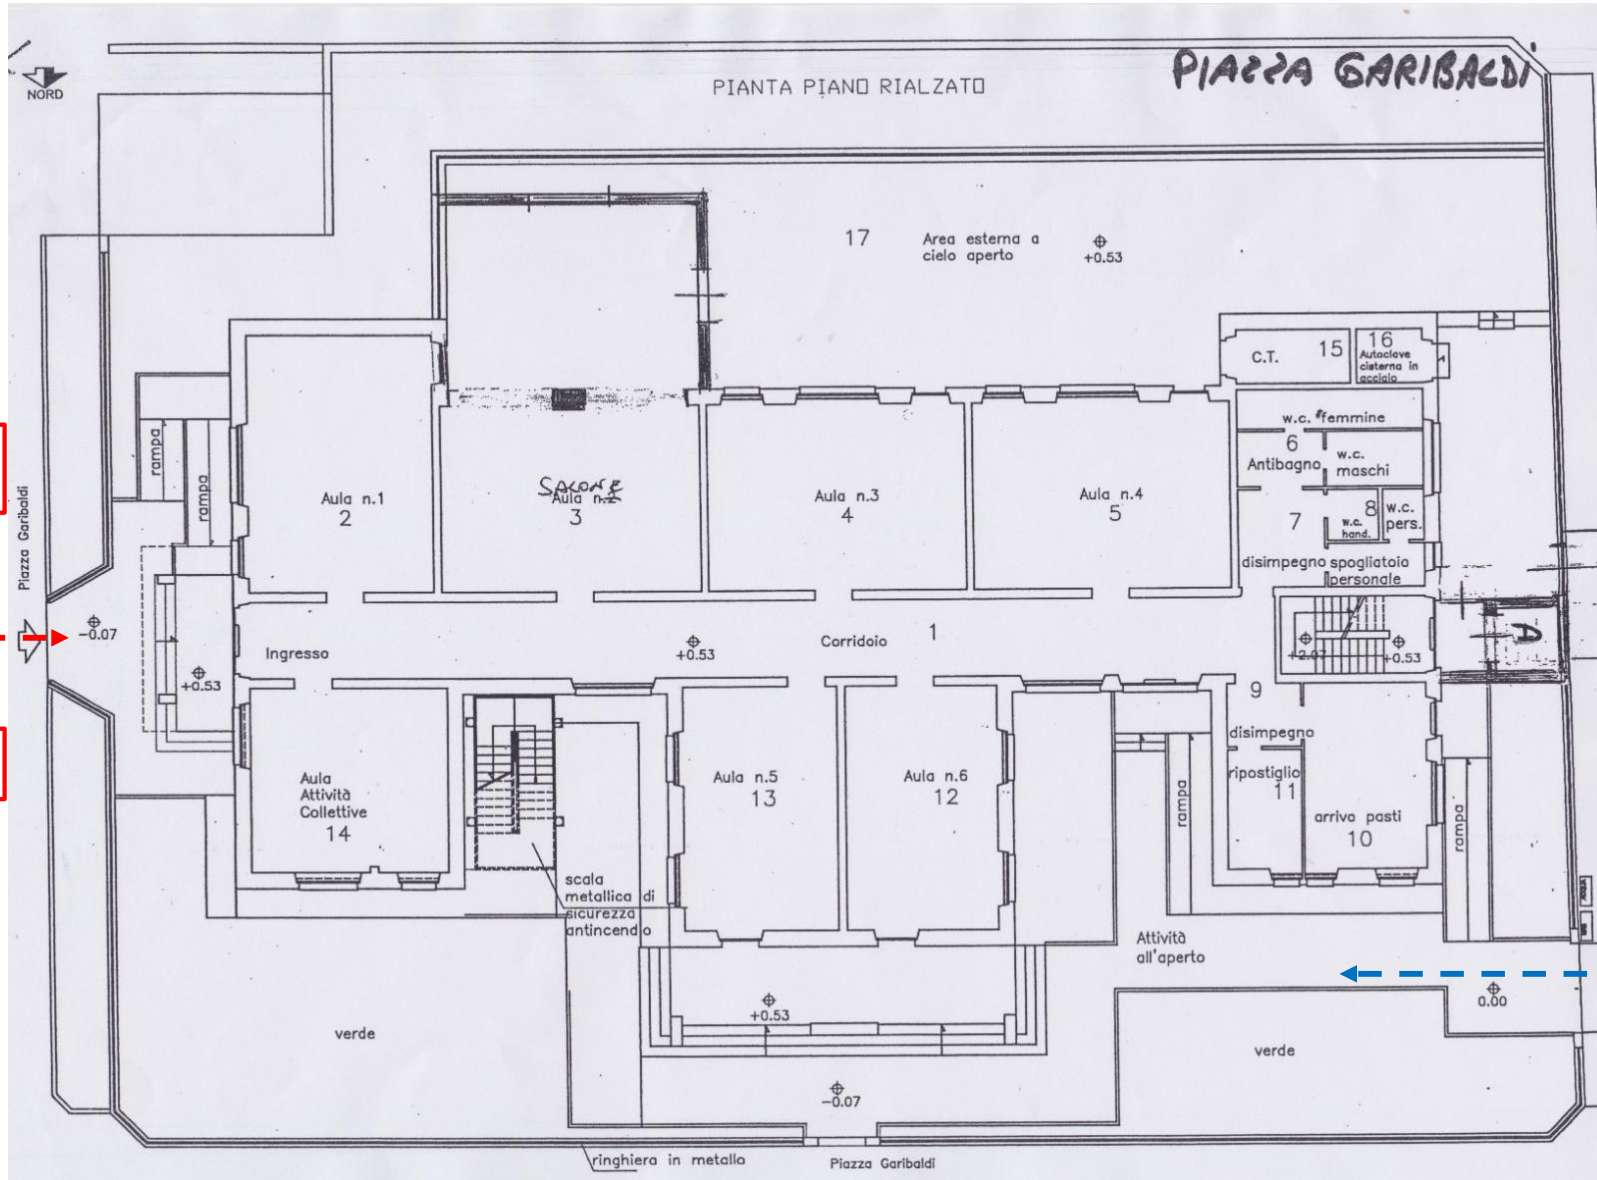 PIAZZA GARIBALDI
NORD
PIANTA PIANO RIALZATO
17
Area esterna a
cielo aperto
+0.53
C.T.
15
16
Autoclave
cisterna in
acciaio
w.c. femmine
6
Antibagno
w.c.
maschi
rampa
rampa
Piazza Garibaldi
Aula n.1
2
SALONE
Aula n.2
3
Aula n.3
4
Aula n.4
5
7
8
w.c.
hand.
w.c.
pers.
disimpegno
spogliatoio
personale
-0.07
+0.53
Ingresso
+0.53
Corridoio
1
+2.07
+0.53
A
9
disimpegno
ripostiglio
11
arrivo pasti
10
rampa
rampa
Aula
Attività
Collettive
14
Aula n.5
13
Aula n.6
12
scala
metallica di
sicurezza
antincendio
Attività
all'aperto
0.00
+0.53
verde
verde
-0.07
ringhiera in metallo
Piazza Garibaldi